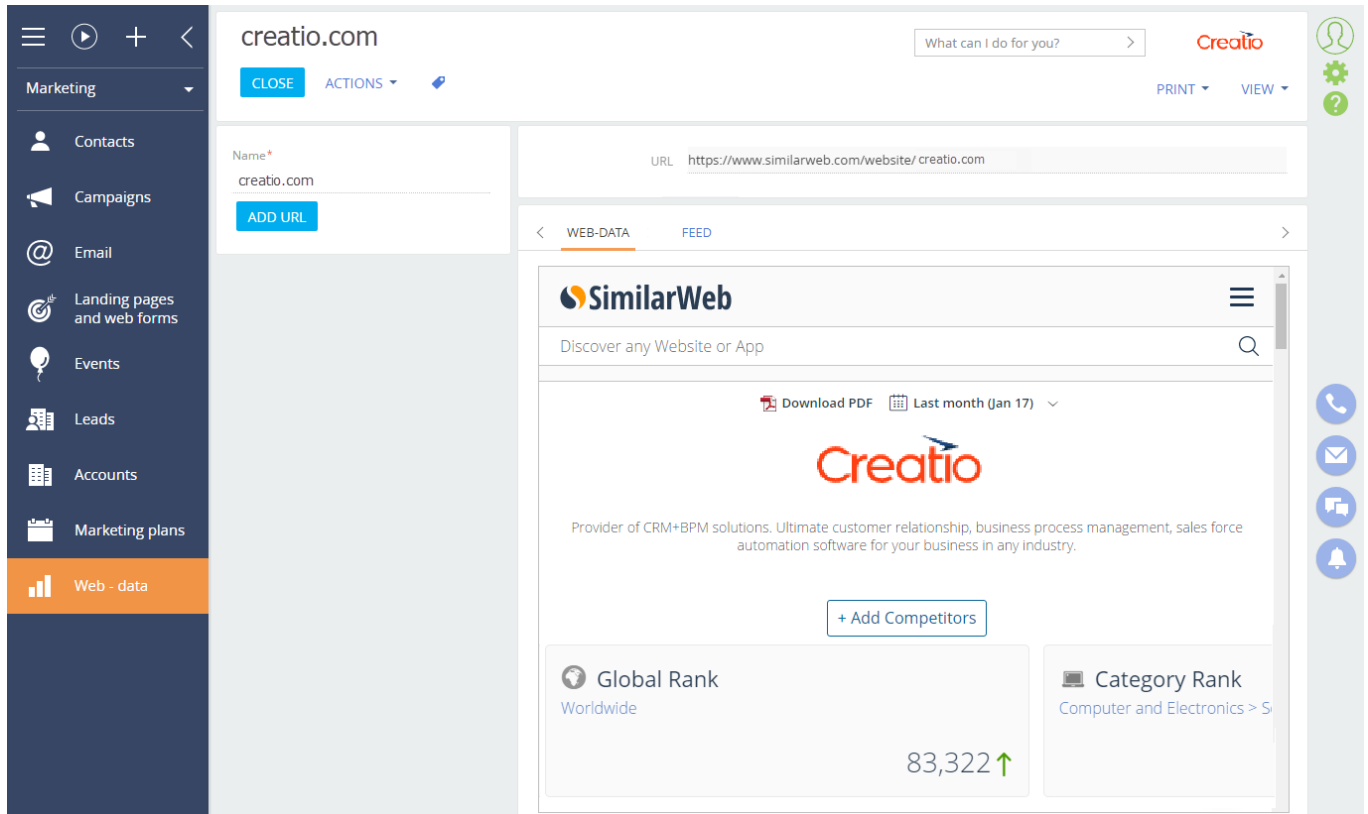 Marketing
Contacts
Campaigns
Email
Landing pages
and web forms
Events
Leads
Accounts
Marketing plans
Web - data
creatio.com
What can I do for you?
Creatio
CLOSE
ACTIONS
PRINT
VIEW
Name*
creatio.com
ADD URL
URL https://www.similarweb.com/website/ creatio.com
WEB-DATA
FEED
SimilarWeb
Discover any Website or App
Download PDF
Last month (Jan 17)
Creatio
Provider of CRM+BPM solutions. Ultimate customer relationship, business process management, sales force
automation software for your business in any industry.
+ Add Competitors
Global Rank
Worldwide
83,322
Category Rank
Computer and Electronics > S